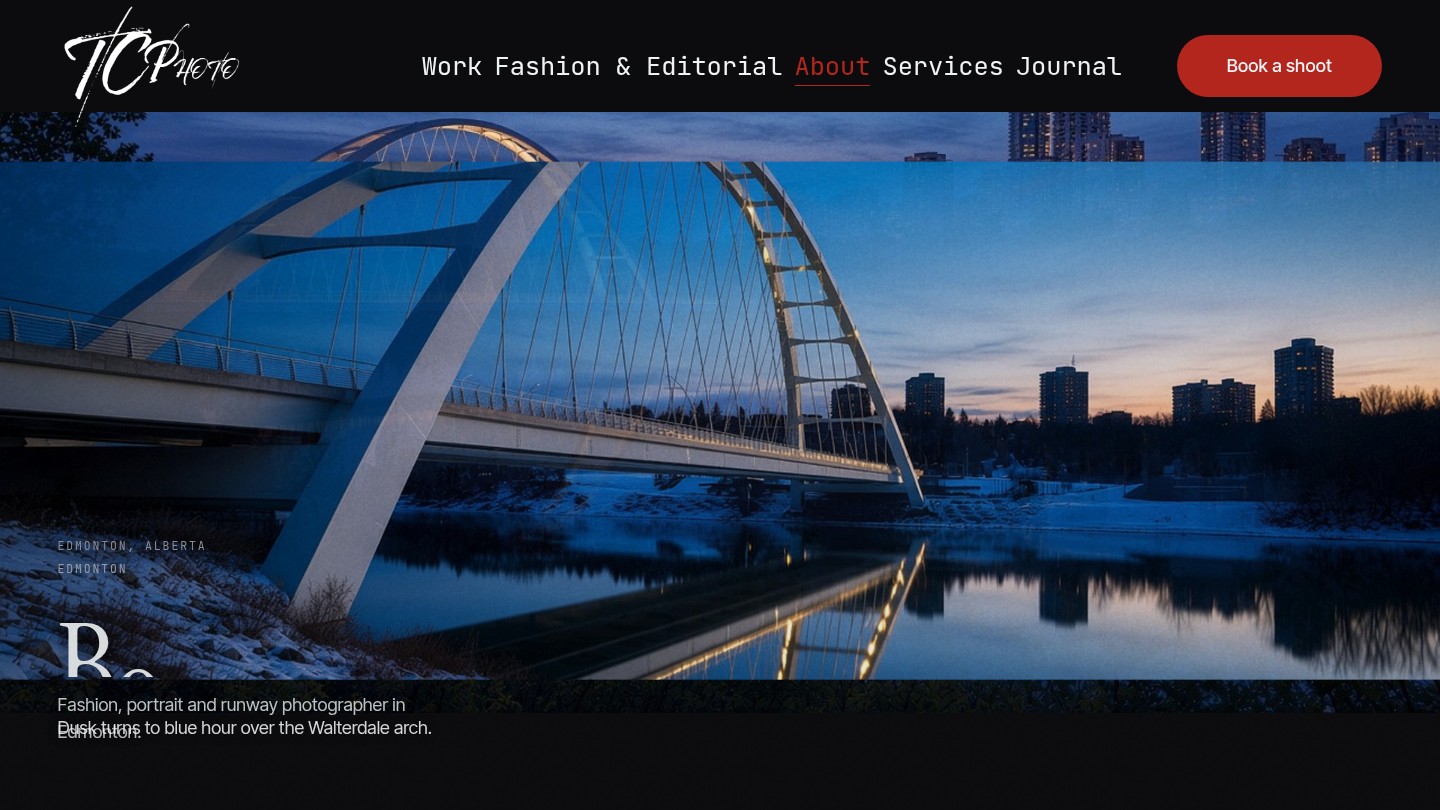 TCPHOTO
Work Fashion & Editorial About Services Journal
Book a shoot
EDMONTON, ALBERTA
EDMONTON
Fashion, portrait and runway photographer in
Edmonton.
Dusk turns to blue hour over the Walterdale arch.